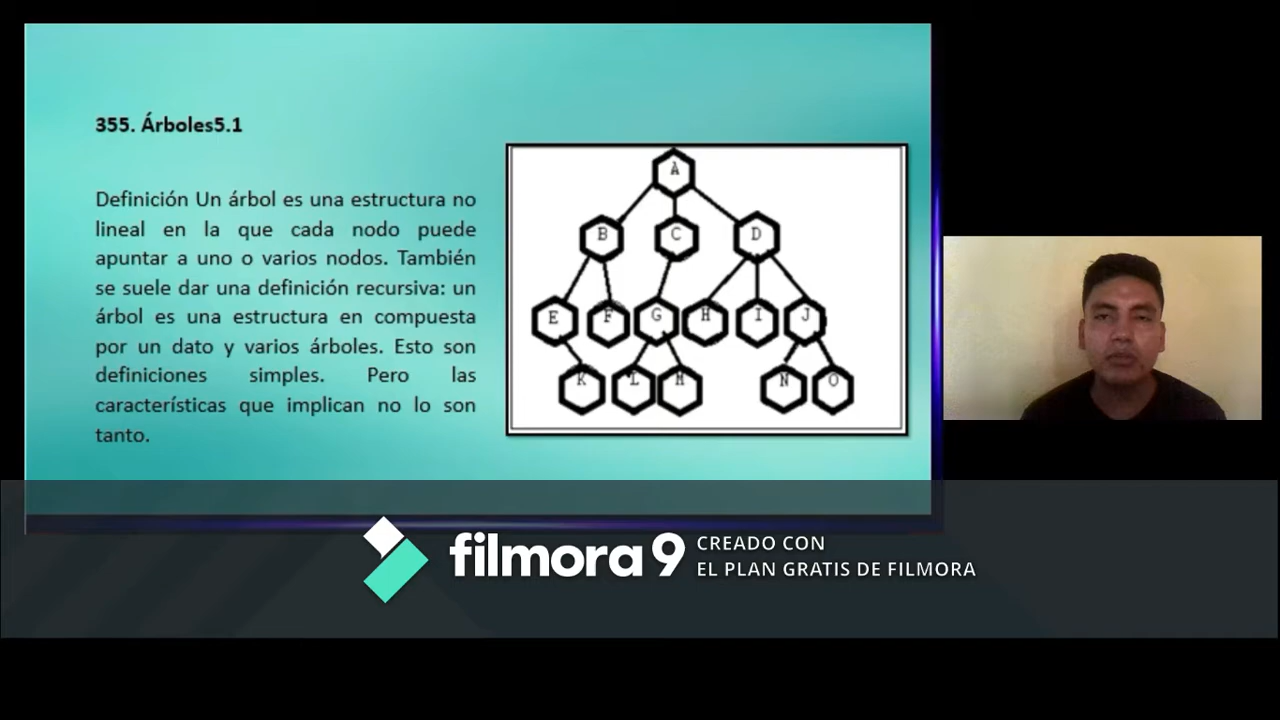 355. Árboles5.1
Definición Un árbol es una estructura no
lineal en la que cada nodo puede
apuntar a uno o varios nodos. También
se suele dar una definición recursiva: un
árbol es una estructura en compuesta
por un dato y varios árboles. Esto son
definiciones simples. Pero las
características que implican no lo son
tanto.
A
B C D
E F G H I J
K L M N O
filmora 9
CREADO CON
EL PLAN GRATIS DE FILMORA